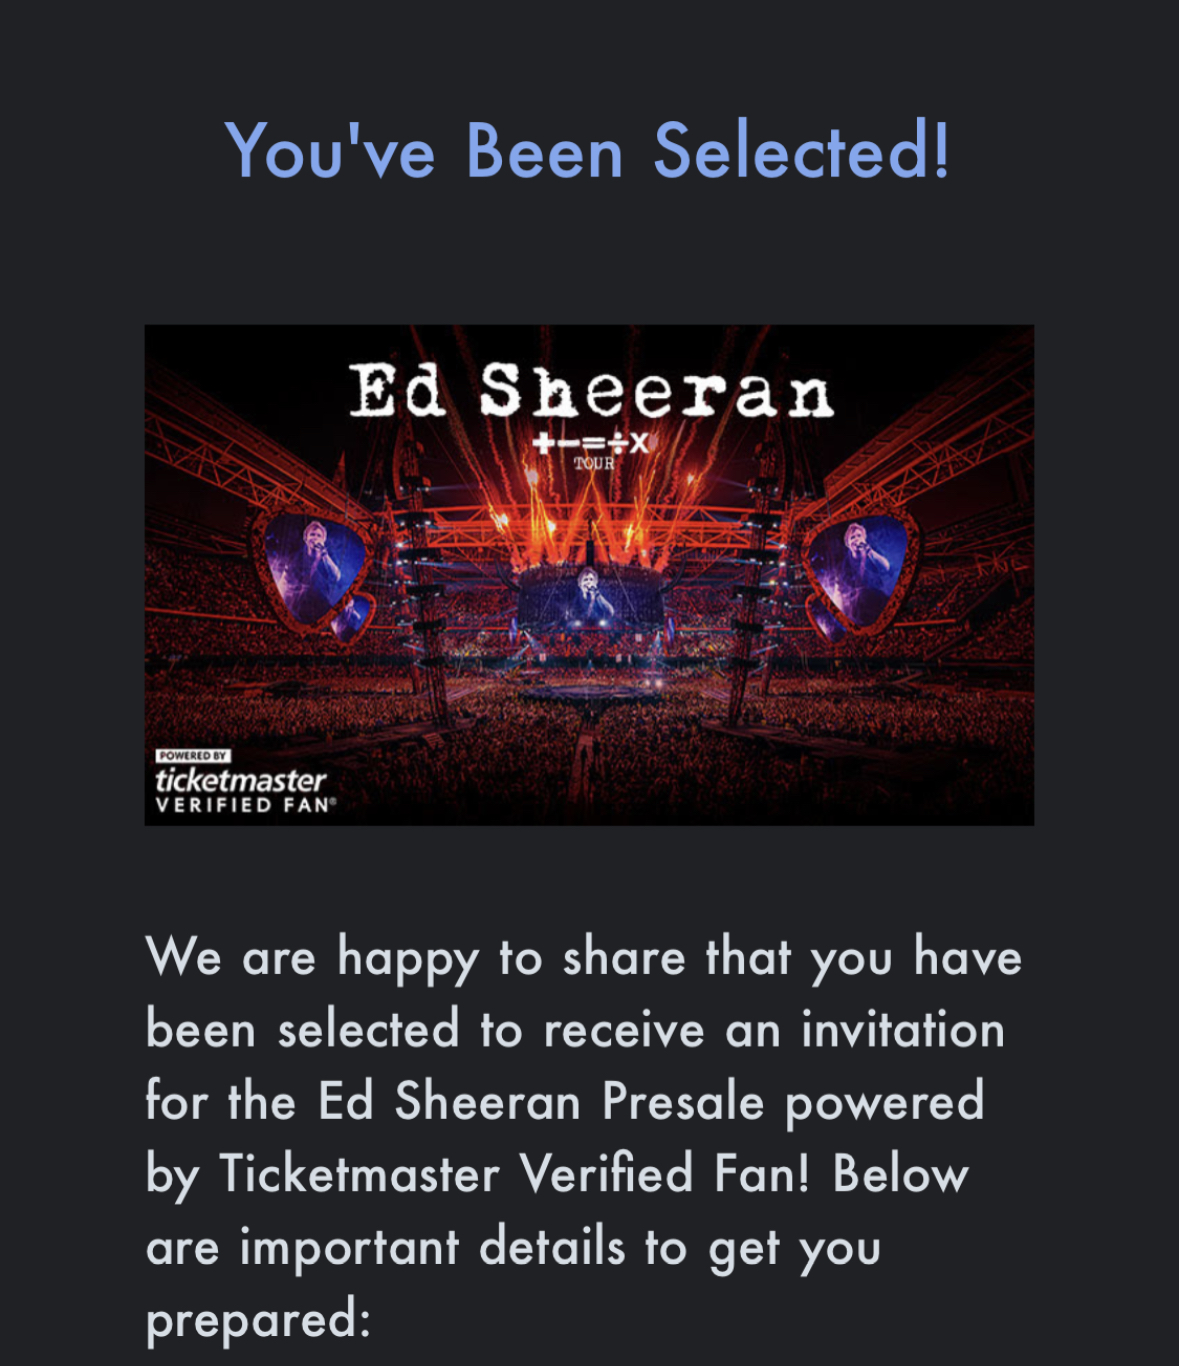 You've Been Selected!
Ed Sheeran
+-=÷x
TOUR
POWERED BY
ticketmaster
VERIFIED FAN®
We are happy to share that you have
been selected to receive an invitation
for the Ed Sheeran Presale powered
by Ticketmaster Verified Fan! Below
are important details to get you
prepared: